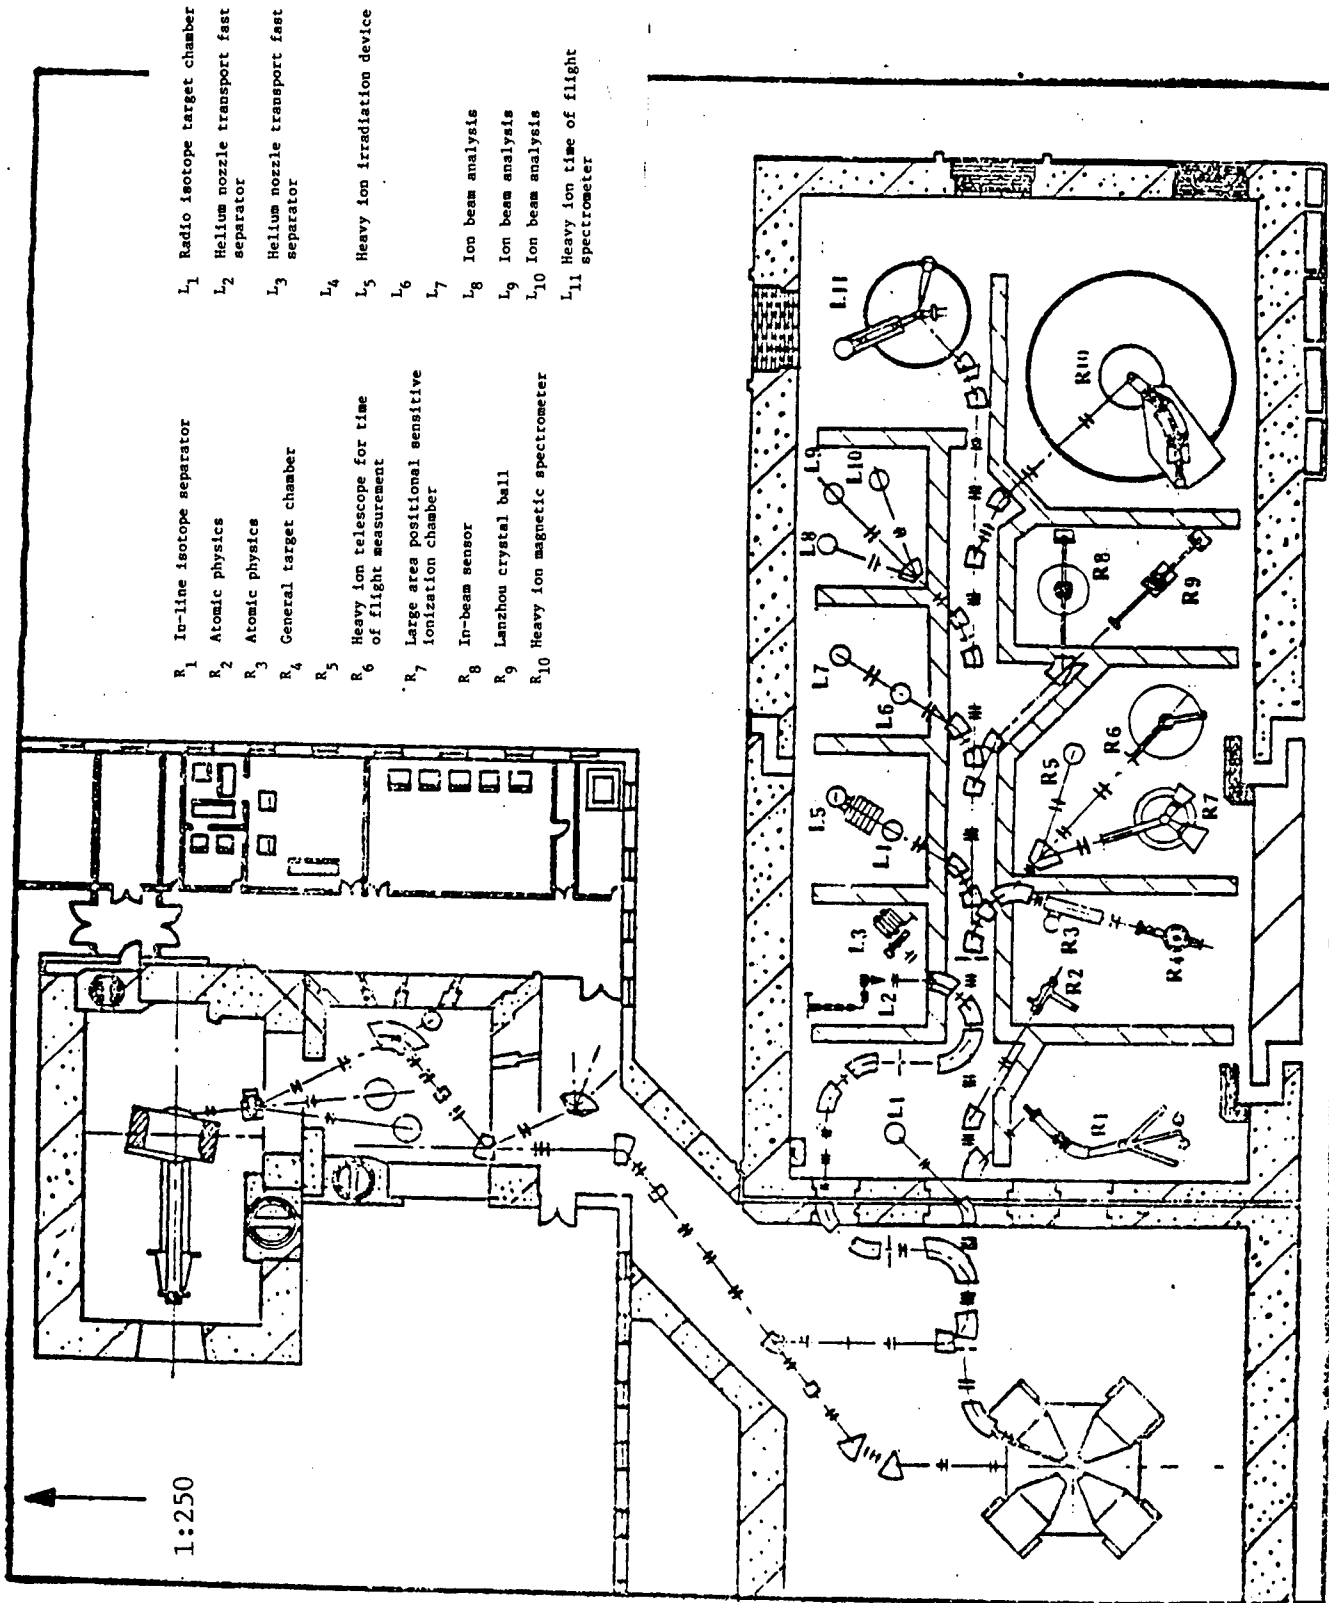 R1 In-line isotope separator
R2 Atomic physics
R3 Atomic physics
R4 General target chamber
R5
R6 Heavy ion telescope for time
of flight measurement
R7 Large area positional sensitive
ionization chamber
R8 In-beam sensor
R9 Lanzhou crystal ball
R10 Heavy ion magnetic spectrometer
L1 Radio isotope target chamber
L2 Helium nozzle transport fast
separator
L3 Helium nozzle transport fast
separator
L4
L5 Heavy ion irradiation device
L6
L7
L8 Ion beam analysis
L9 Ion beam analysis
L10 Ion beam analysis
L11 Heavy ion time of flight
spectrometer
1:250
L1
L2
L3
L1
L5
L6
L7
L8
L9
L10
L11
R1
R2
R3
R4
R5
R6
R7
R8
R9
R10